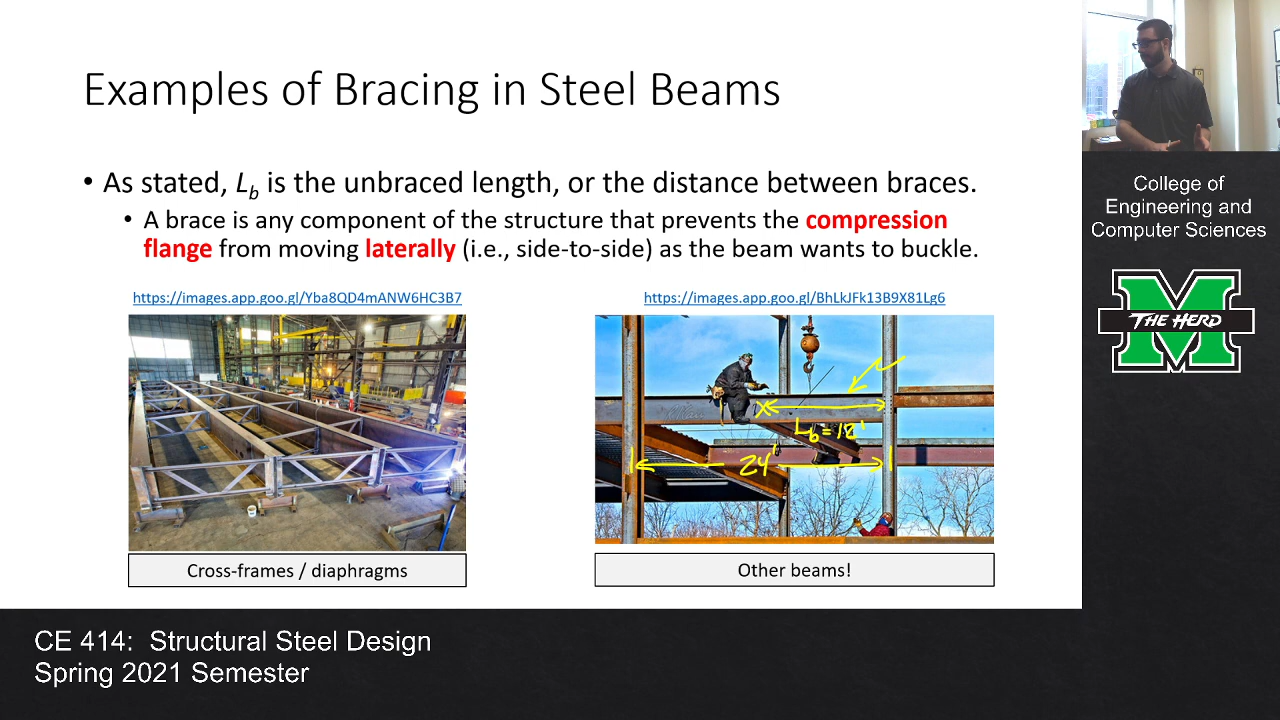 Examples of Bracing in Steel Beams
• As stated, Lb is the unbraced length, or the distance between braces.
• A brace is any component of the structure that prevents the compression
flange from moving laterally (i.e., side-to-side) as the beam wants to buckle.
https://images.app.goo.gl/Yba8QD4mANW6HC3B7
https://images.app.goo.gl/BhLkJFk13B9X81Lg6
Lb = 12'
24'
Cross-frames / diaphragms
Other beams!
College of
Engineering and
Computer Sciences
THE HERD
CE 414: Structural Steel Design
Spring 2021 Semester